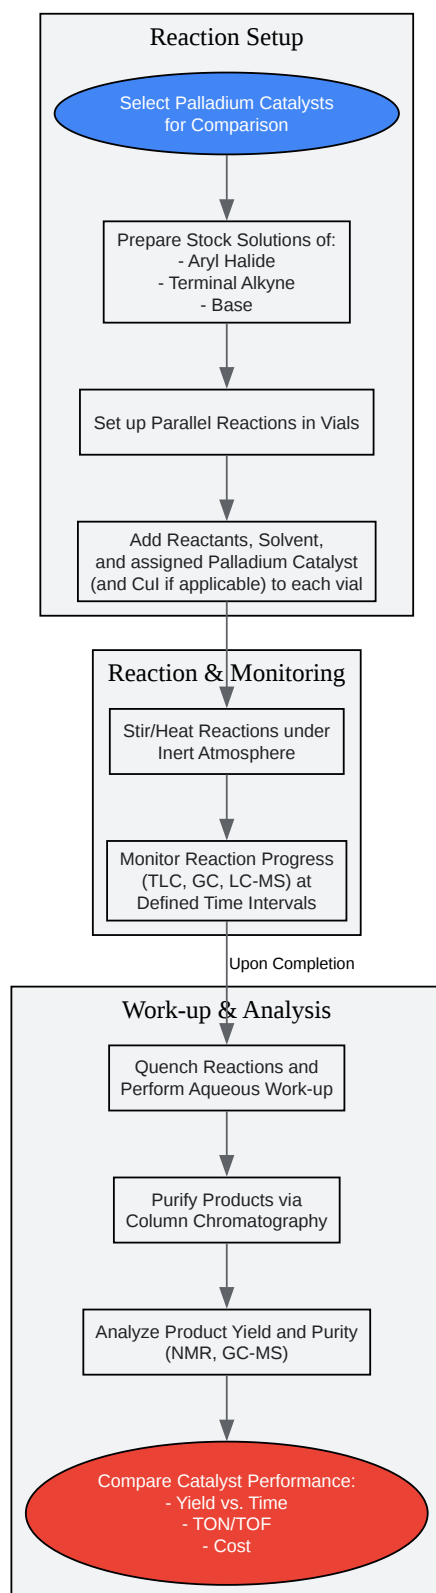 Reaction Setup
Select Palladium Catalysts
for Comparison
Prepare Stock Solutions of:
- Aryl Halide
- Terminal Alkyne
- Base
Set up Parallel Reactions in Vials
Add Reactants, Solvent,
and assigned Palladium Catalyst
(and CuI if applicable) to each vial
Reaction & Monitoring
Stir/Heat Reactions under
Inert Atmosphere
Monitor Reaction Progress
(TLC, GC, LC-MS) at
Defined Time Intervals
Upon Completion
Work-up & Analysis
Quench Reactions and
Perform Aqueous Work-up
Purify Products via
Column Chromatography
Analyze Product Yield and Purity
(NMR, GC-MS)
Compare Catalyst Performance:
- Yield vs. Time
- TON/TOF
- Cost